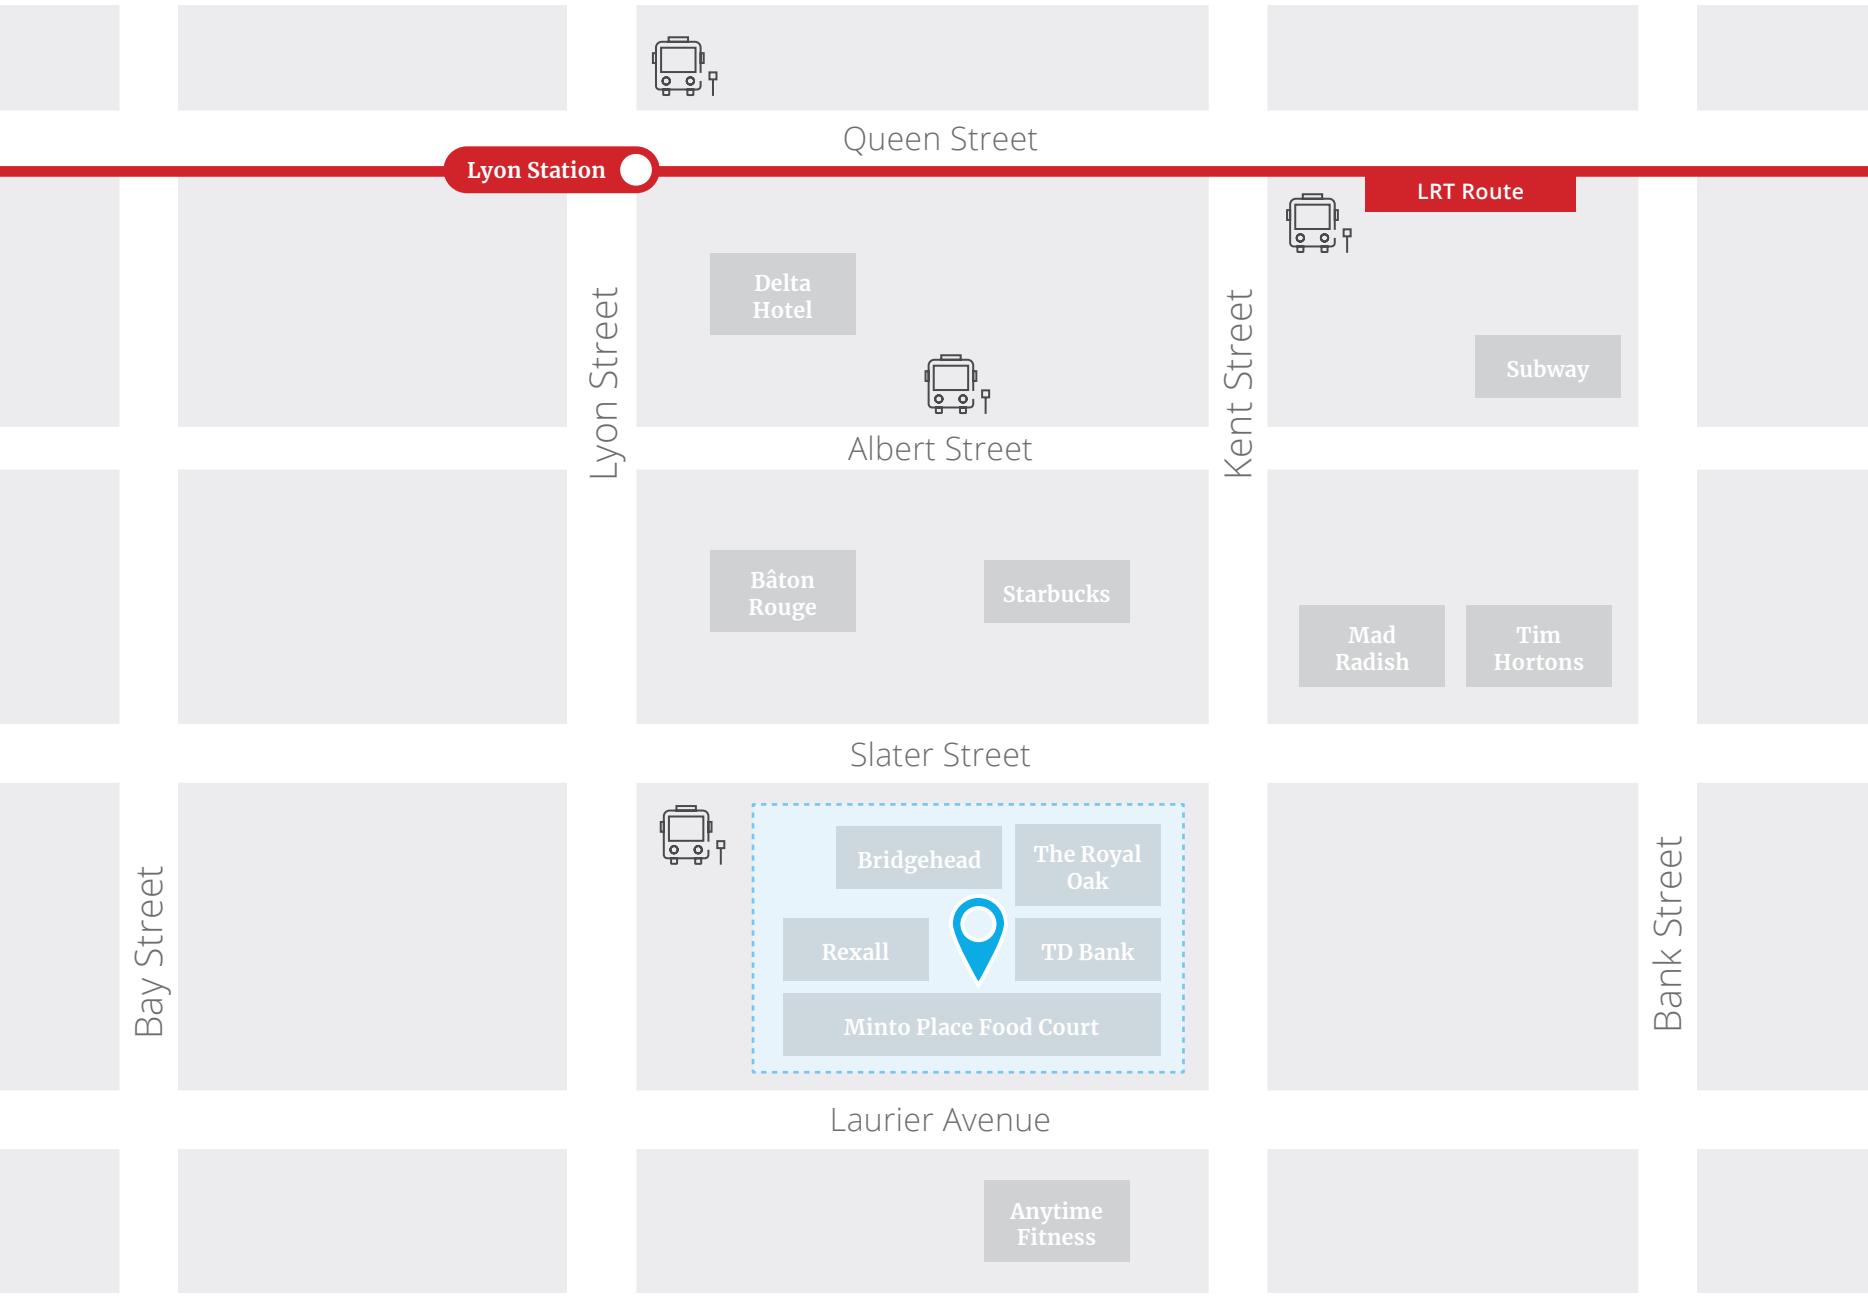 Queen Street
Lyon Station
LRT Route
Delta
Hotel
Lyon Street
Kent Street
Subway
Albert Street
Bâton
Rouge
Starbucks
Mad
Radish
Tim
Hortons
Slater Street
Bridgehead
The Royal
Oak
Rexall
TD Bank
Minto Place Food Court
Bay Street
Bank Street
Laurier Avenue
Anytime
Fitness